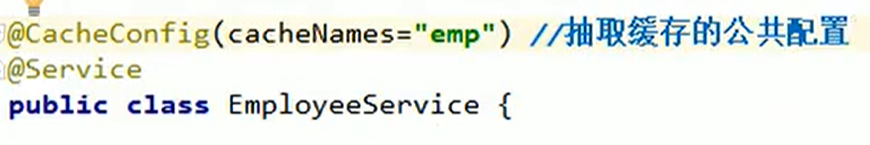 @CacheConfig(cacheNames="emp") //抽取缓存的公共配置
@Service
public class EmployeeService {